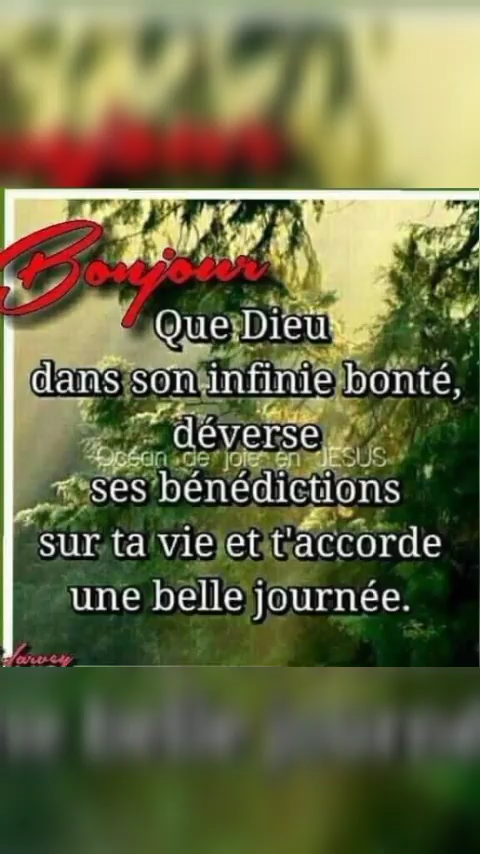 Bonjour
Que Dieu
dans son infinie bonté,
déverse
Océan de joie en JESUS
ses bénédictions
sur ta vie et t'accorde
une belle journée.
Harvey